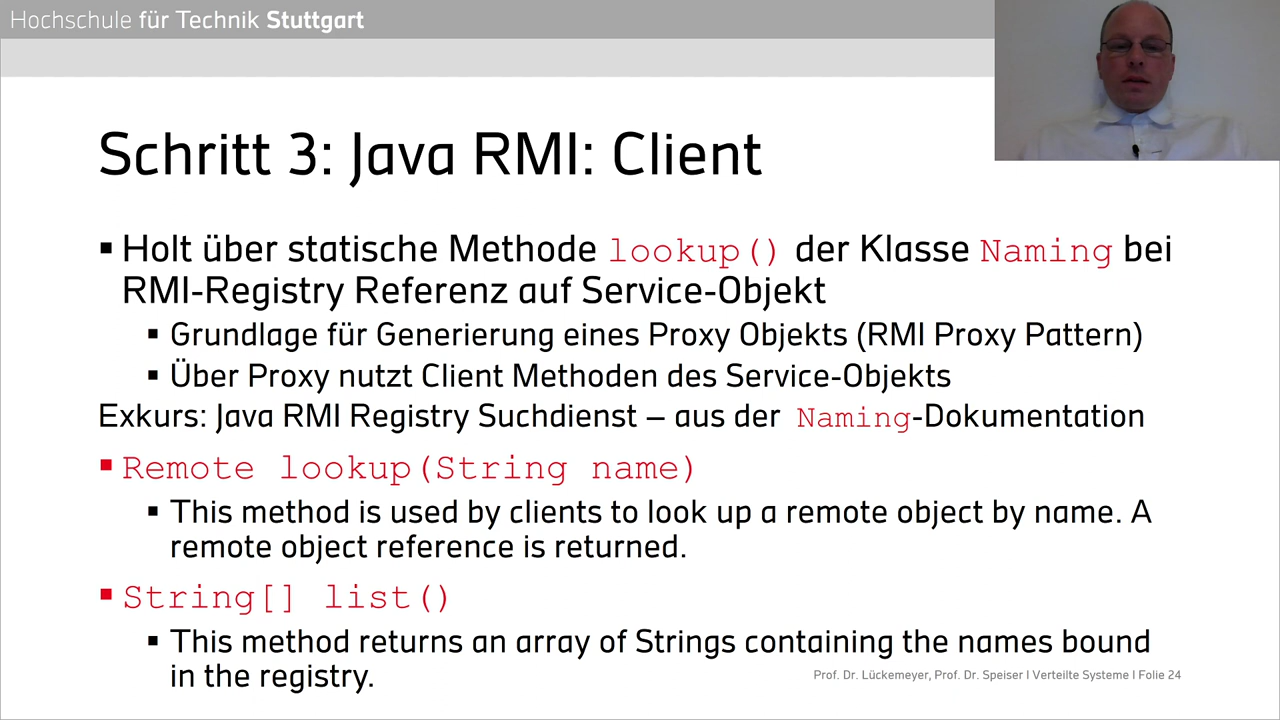 Hochschule für Technik Stuttgart
Schritt 3: Java RMI: Client
▪ Holt über statische Methode lookup() der Klasse Naming bei
RMI-Registry Referenz auf Service-Objekt
▪ Grundlage für Generierung eines Proxy Objekts (RMI Proxy Pattern)
▪ Über Proxy nutzt Client Methoden des Service-Objekts
Exkurs: Java RMI Registry Suchdienst – aus der Naming-Dokumentation
▪ Remote lookup(String name)
▪ This method is used by clients to look up a remote object by name. A
remote object reference is returned.
▪ String[] list()
▪ This method returns an array of Strings containing the names bound
in the registry.
Prof. Dr. Lückemeyer, Prof. Dr. Speiser I Verteilte Systeme I Folie 24